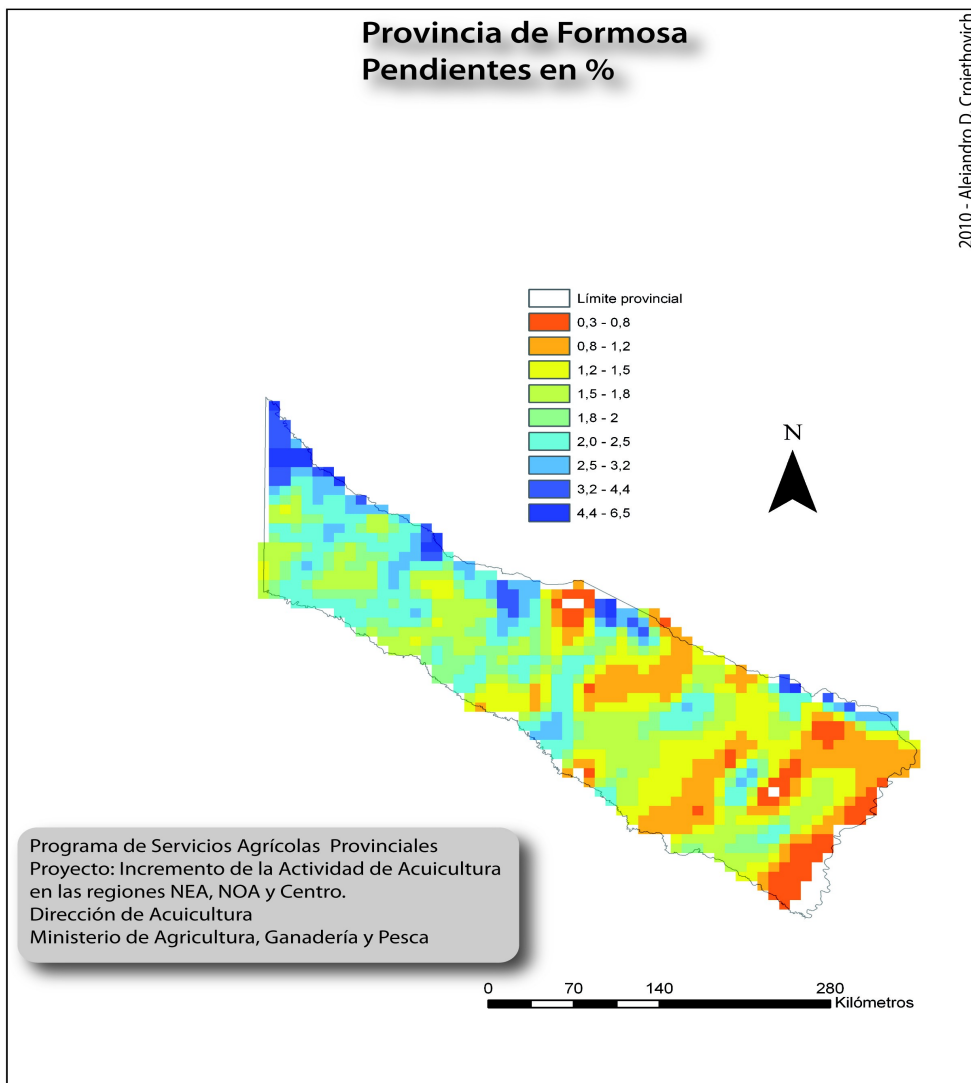 Provincia de Formosa
Pendientes en %
2010 - Alejandro D. Crojethovich
Límite provincial
0,3 - 0,8
0,8 - 1,2
1,2 - 1,5
1,5 - 1,8
1,8 - 2
2,0 - 2,5
2,5 - 3,2
3,2 - 4,4
4,4 - 6,5
N
Programa de Servicios Agrícolas Provinciales
Proyecto: Incremento de la Actividad de Acuicultura
en las regiones NEA, NOA y Centro.
Dirección de Acuicultura
Ministerio de Agricultura, Ganadería y Pesca
0 70 140 280
Kilómetros